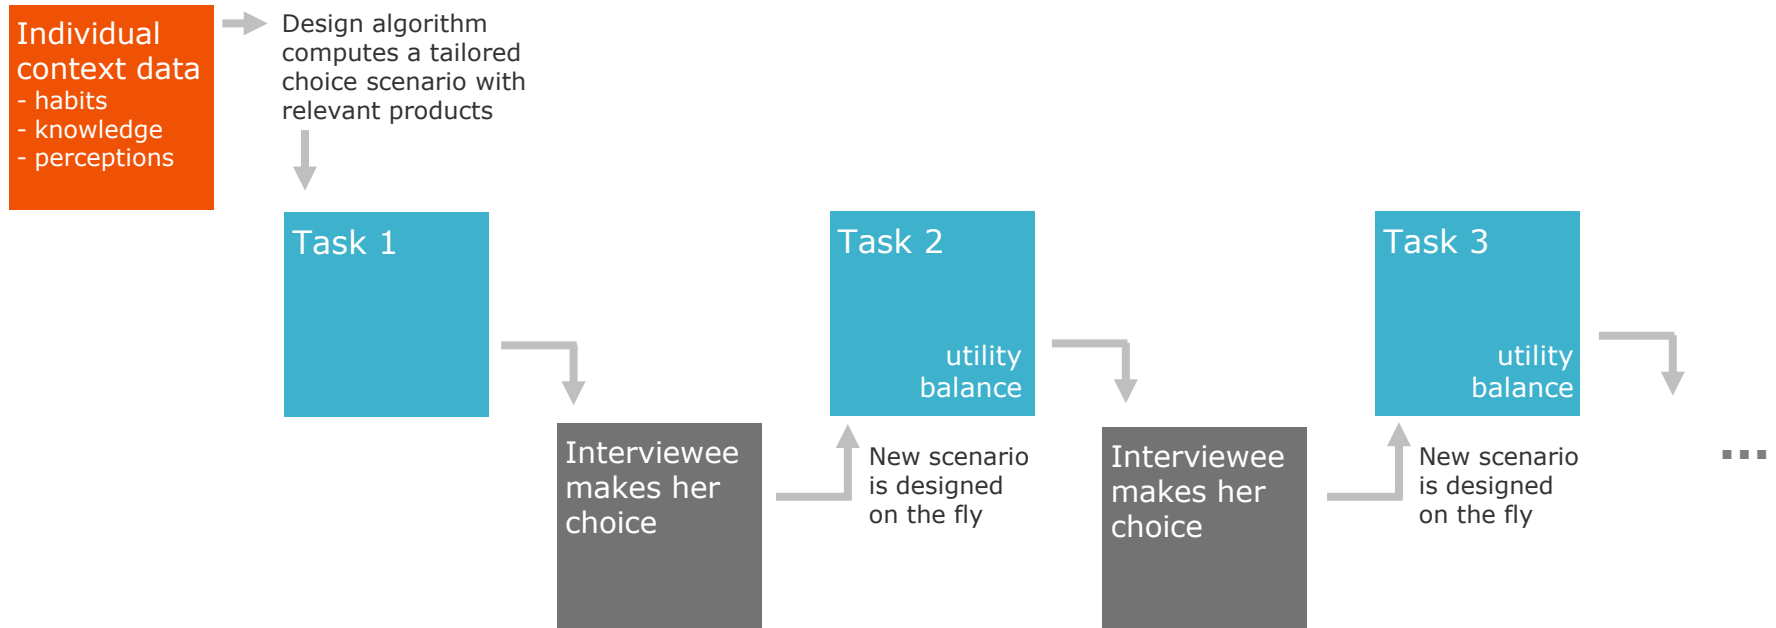 Individual
context data
- habits
- knowledge
- perceptions
Design algorithm
computes a tailored
choice scenario with
relevant products
Task 1
Interviewee
makes her
choice
Task 2
utility
balance
New scenario
is designed
on the fly
Interviewee
makes her
choice
Task 3
utility
balance
New scenario
is designed
on the fly
...